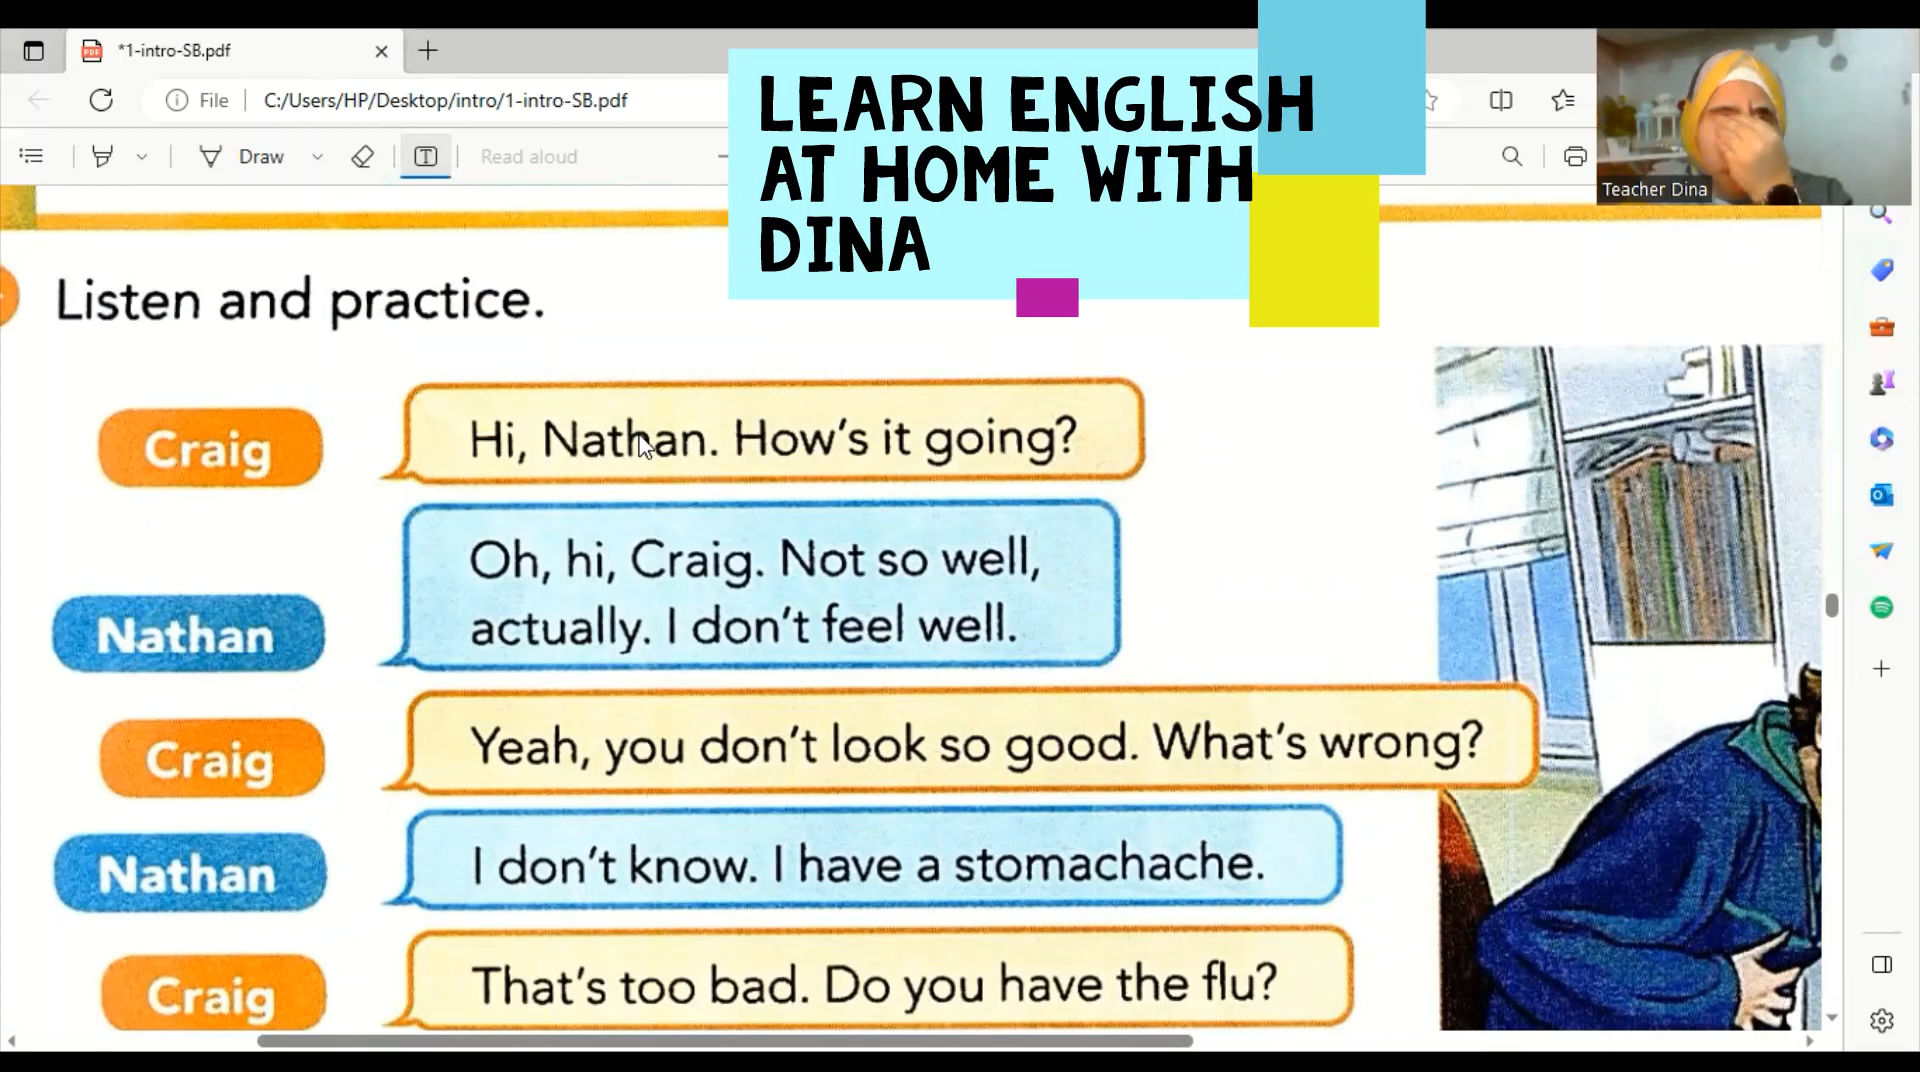 *1-intro-SB.pdf
File
C:/Users/HP/Desktop/intro/1-intro-SB.pdf
Draw
Read aloud
LEARN ENGLISH
AT HOME WITH
DINA
Teacher Dina
Listen and practice.
Craig
Hi, Nathan. How's it going?
Nathan
Oh, hi, Craig. Not so well,
actually. I don't feel well.
Craig
Yeah, you don't look so good. What's wrong?
Nathan
I don't know. I have a stomachache.
Craig
That's too bad. Do you have the flu?